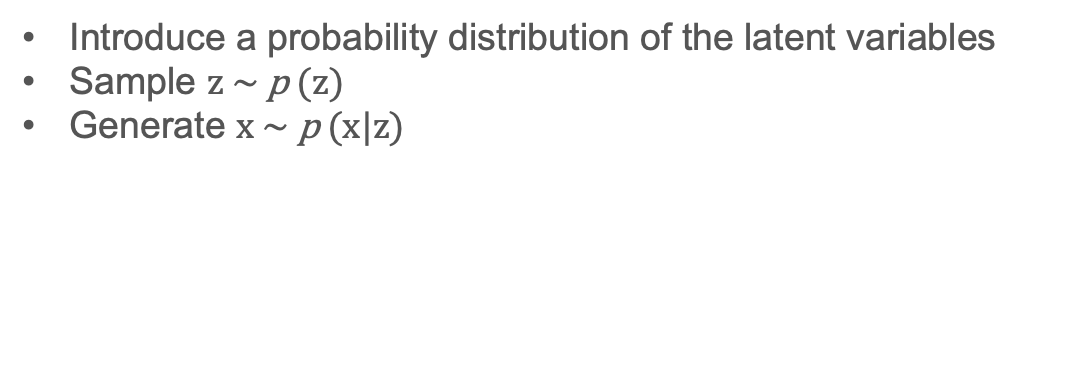 • Introduce a probability distribution of the latent variables
• Sample z ~ p(z)
• Generate x ~ p(x|z)